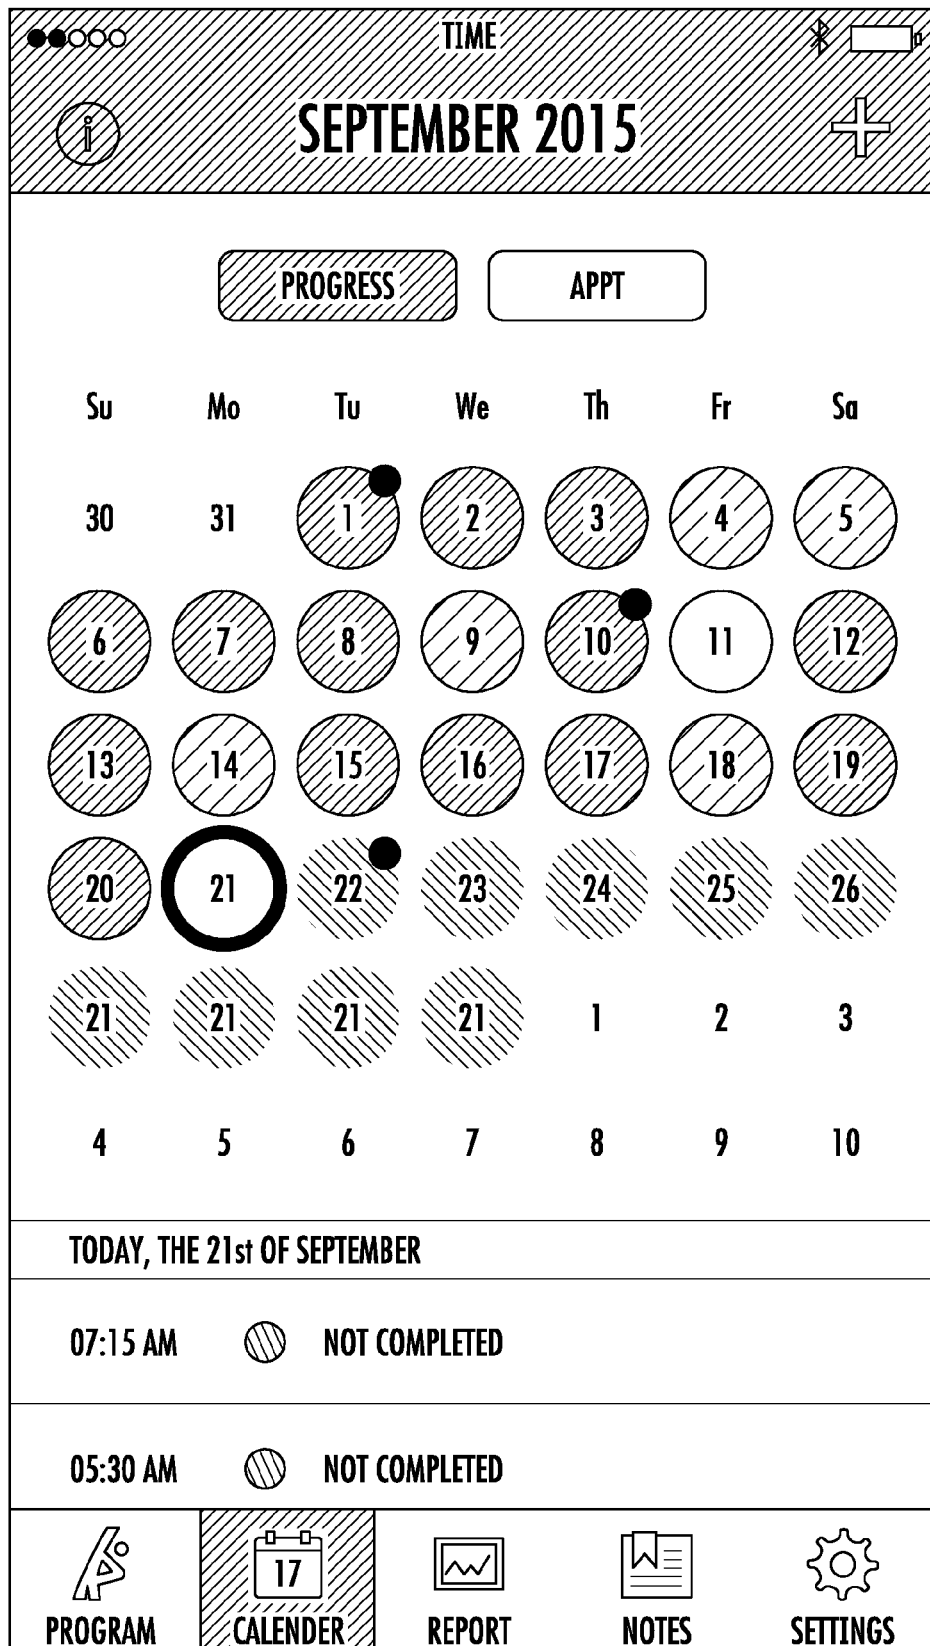 TIME
i SEPTEMBER 2015
PROGRESS APPT
Su Mo Tu We Th Fr Sa
30 31 1 2 3 4 5
6 7 8 9 10 11 12
13 14 15 16 17 18 19
20 21 22 23 24 25 26
21 21 21 21 1 2 3
4 5 6 7 8 9 10
TODAY, THE 21st OF SEPTEMBER
07:15 AM NOT COMPLETED
05:30 AM NOT COMPLETED
17
PROGRAM CALENDER REPORT NOTES SETTINGS